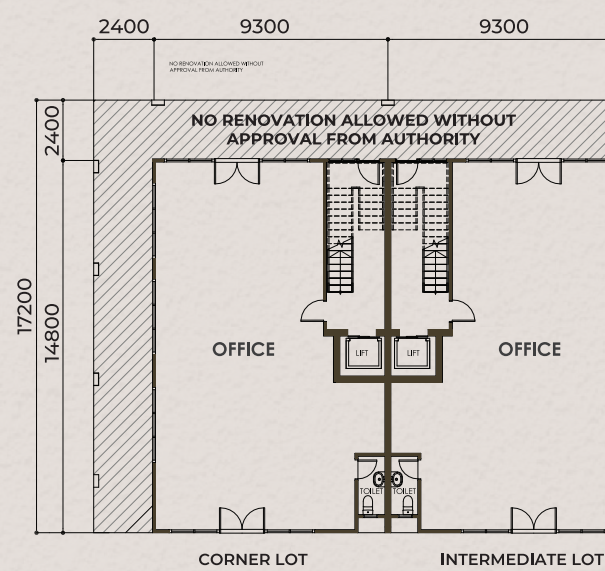 2400
9300
9300
NO RENOVATION ALLOWED WITHOUT
APPROVAL FROM AUTHORITY
2400
NO RENOVATION ALLOWED WITHOUT
APPROVAL FROM AUTHORITY
17200
14800
OFFICE
LIFT
LIFT
OFFICE
TOILET
TOILET
CORNER LOT
INTERMEDIATE LOT